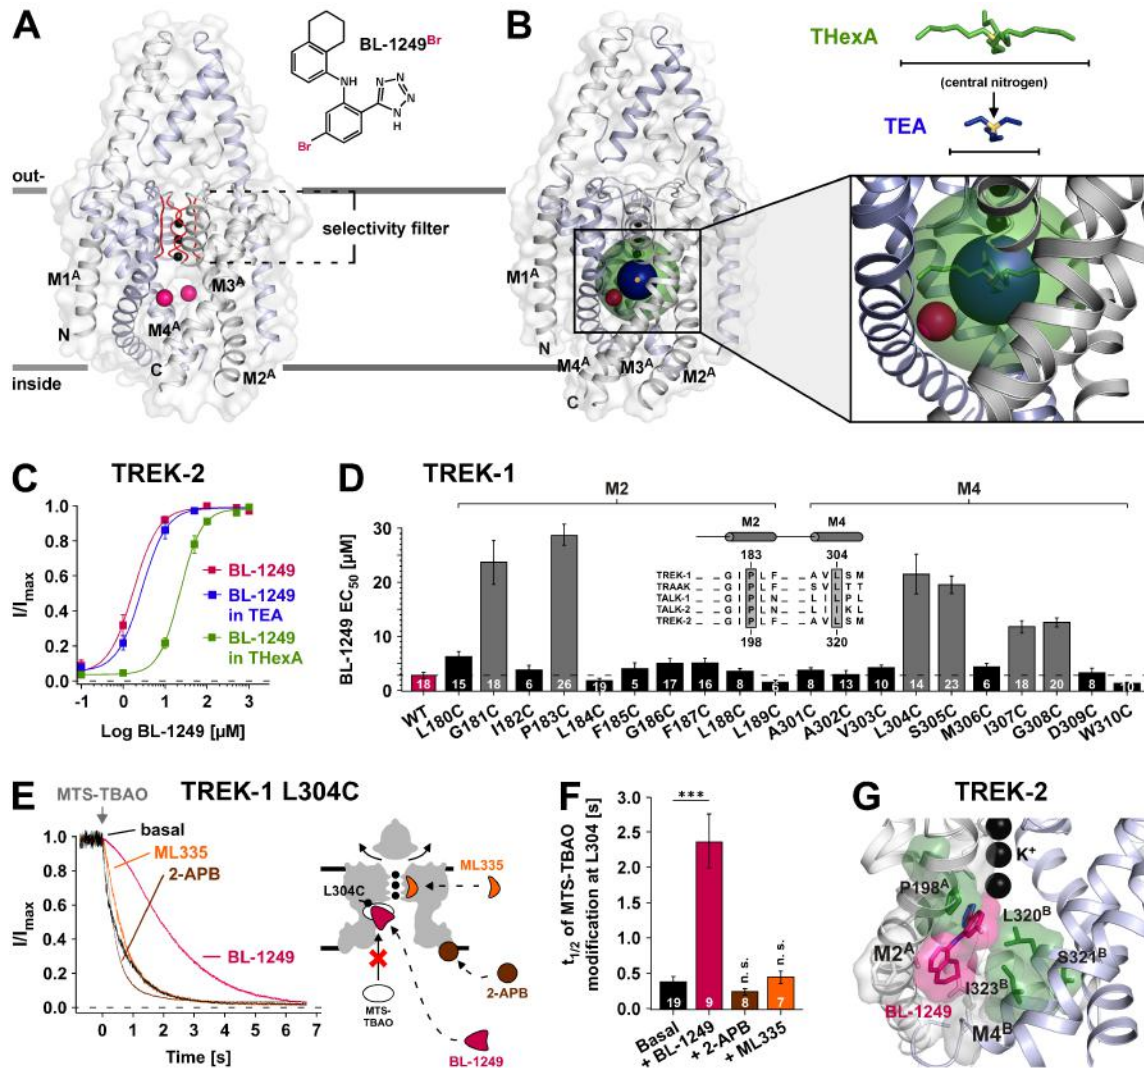 A
BL-1249Br
NH
N
N
N
N
H
Br
out-
selectivity filter
M1A
M3A
M4A
N
C
M2A
inside
B
THexA
(central nitrogen)
TEA
M1A
N
M4A
M3A
M2A
C
C
TREK-2
I/Imax
1.0
0.8
0.6
0.4
0.2
0.0
BL-1249
BL-1249
in TEA
BL-1249
in THexA
-1 0 1 2 3
Log BL-1249 [µM]
D
TREK-1
M2
M4
BL-1249 EC50 [µM]
30
20
10
0
M2 M4
183 304
TREK-1 _ _ G I P L F _ _ A V L S M
TRAAK _ _ G I P L F _ _ S V L T T
TALK-1 _ _ G I P L N _ _ L I L P L
TALK-2 _ _ G I P L N _ _ L I I K L
TREK-2 _ _ G I P L F _ _ A V L S M
198 320
18 15 18 6 26 19 5 17 16 8 6 8 13 10 14 23 6 18 20 8 10
WT L180C G181C I182C P183C L184C F185C G186C F187C L188C L189C A301C A302C V303C L304C S305C M306C I307C G308C D309C W310C
E
MTS-TBAO
TREK-1 L304C
I/Imax
1.0
0.8
0.6
0.4
0.2
0.0
basal
ML335
2-APB
BL-1249
0 1 2 3 4 5 6 7
Time [s]
L304C
ML335
2-APB
MTS-
TBAO
BL-1249
F
t1/2 of MTS-TBAO
modification at L304 [s]
3.0
2.5
2.0
1.5
1.0
0.5
0.0
***
n. s.
n. s.
19 9 8 7
Basal
+ BL-1249
+ 2-APB
+ ML335
G
TREK-2
K+
P198A
L320B
M2A
S321B
I323B
BL-1249
M4B